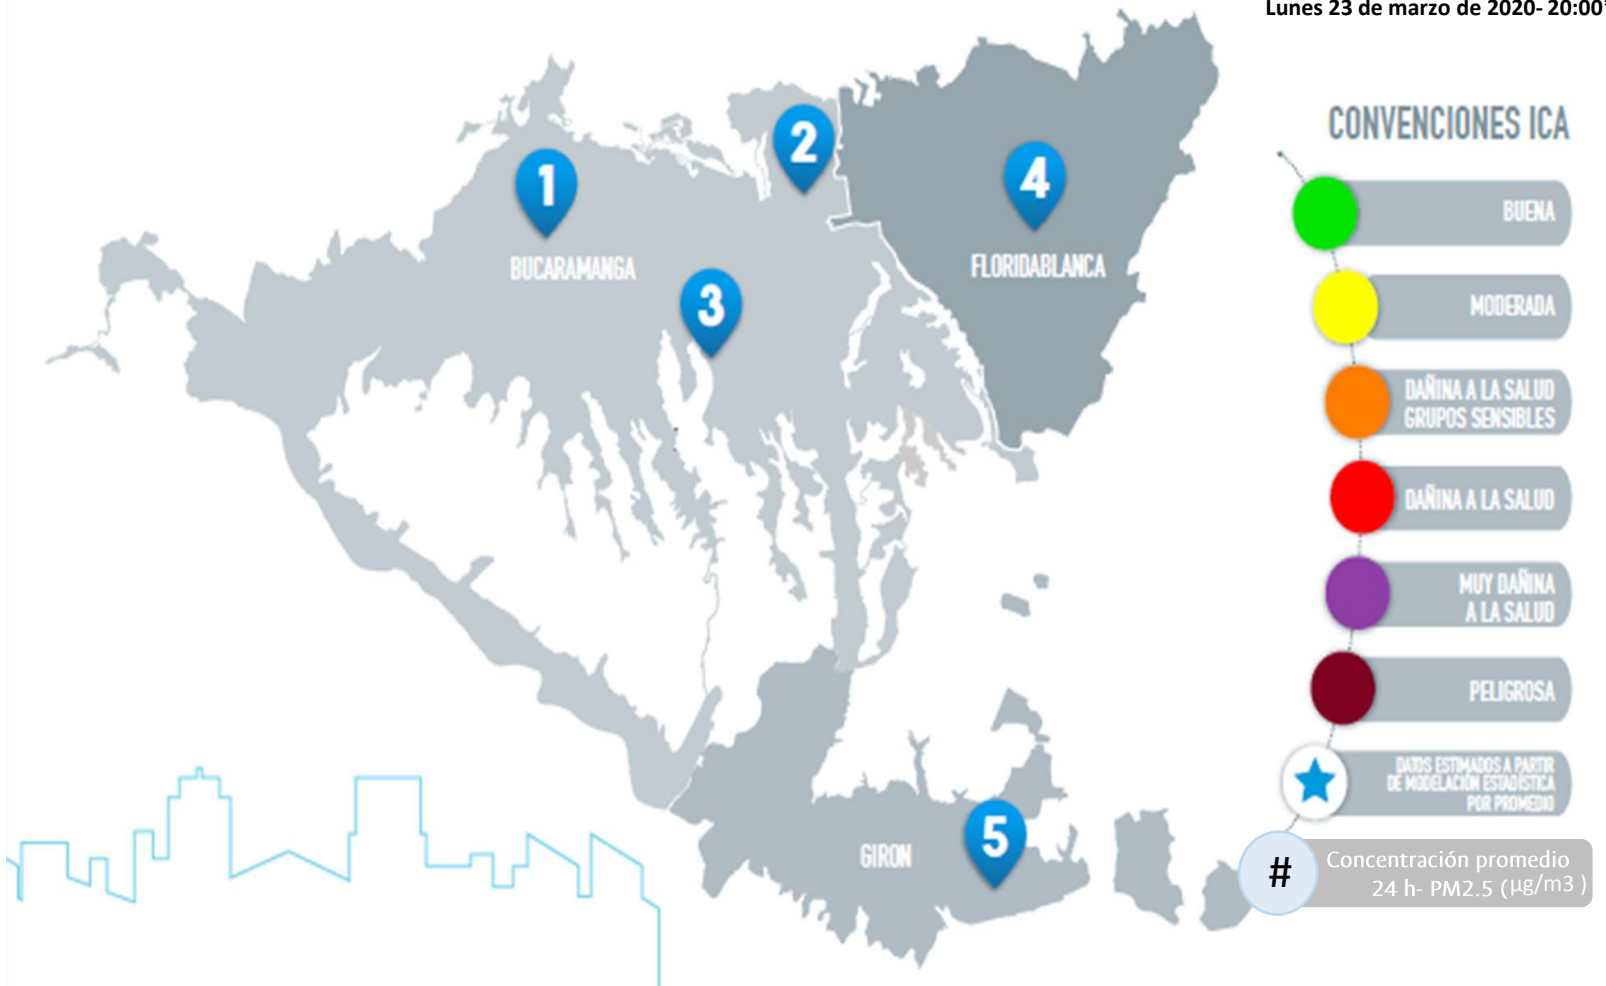 Lunes 23 de marzo de 2020- 20:00*
CONVENCIONES ICA
BUENA
MODERADA
DAÑINA A LA SALUD
GRUPOS SENSIBLES
DAÑINA A LA SALUD
MUY DAÑINA
A LA SALUD
PELIGROSA
DATOS ESTIMADOS A PARTIR
DE MODELACIÓN ESTADÍSTICA
POR PROMEDIO
#
Concentración promedio
24 h- PM2.5 (µg/m3 )
1
2
3
4
5
BUCARAMANGA
FLORIDABLANCA
GIRON